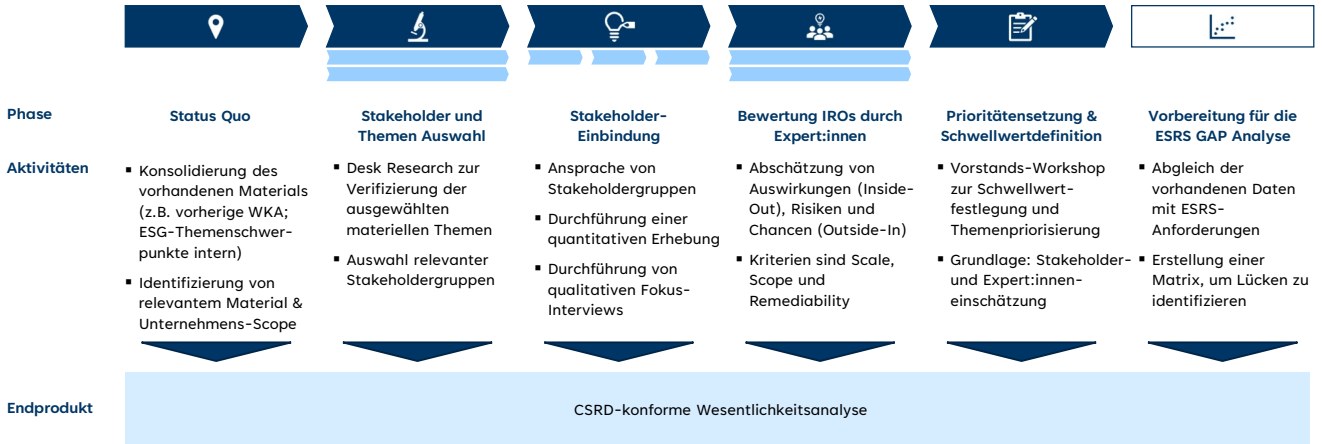 Phase
Status Quo
Stakeholder und
Themen Auswahl
Stakeholder-
Einbindung
Bewertung IROs durch
Expert:innen
Prioritätensetzung &
Schwellwertdefinition
Vorbereitung für die
ESRS GAP Analyse
Aktivitäten
▪ Konsolidierung des
vorhandenen Materials
(z.B. vorherige WKA;
ESG-Themenschwer-
punkte intern)
▪ Identifizierung von
relevantem Material &
Unternehmens-Scope
▪ Desk Research zur
Verifizierung der
ausgewählten
materiellen Themen
▪ Auswahl relevanter
Stakeholdergruppen
▪ Ansprache von
Stakeholdergruppen
▪ Durchführung einer
quantitativen Erhebung
▪ Durchführung von
qualitativen Fokus-
Interviews
▪ Abschätzung von
Auswirkungen (Inside-
Out), Risiken und
Chancen (Outside-In)
▪ Kriterien sind Scale,
Scope und
Remediability
▪ Vorstands-Workshop
zur Schwellwert-
festlegung und
Themenpriorisierung
▪ Grundlage: Stakeholder-
und Expert:innen-
einschätzung
▪ Abgleich der
vorhandenen Daten
mit ESRS-
Anforderungen
▪ Erstellung einer
Matrix, um Lücken zu
identifizieren
Endprodukt
CSRD-konforme Wesentlichkeitsanalyse